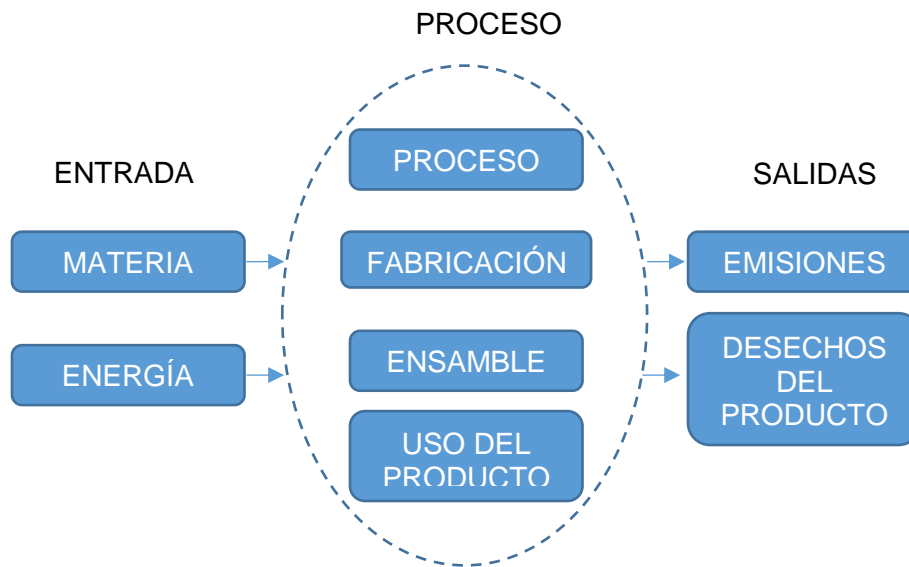 PROCESO
ENTRADA
MATERIA
ENERGÍA
PROCESO
FABRICACIÓN
ENSAMBLE
USO DEL
PRODUCTO
SALIDAS
EMISIONES
DESECHOS
DEL
PRODUCTO